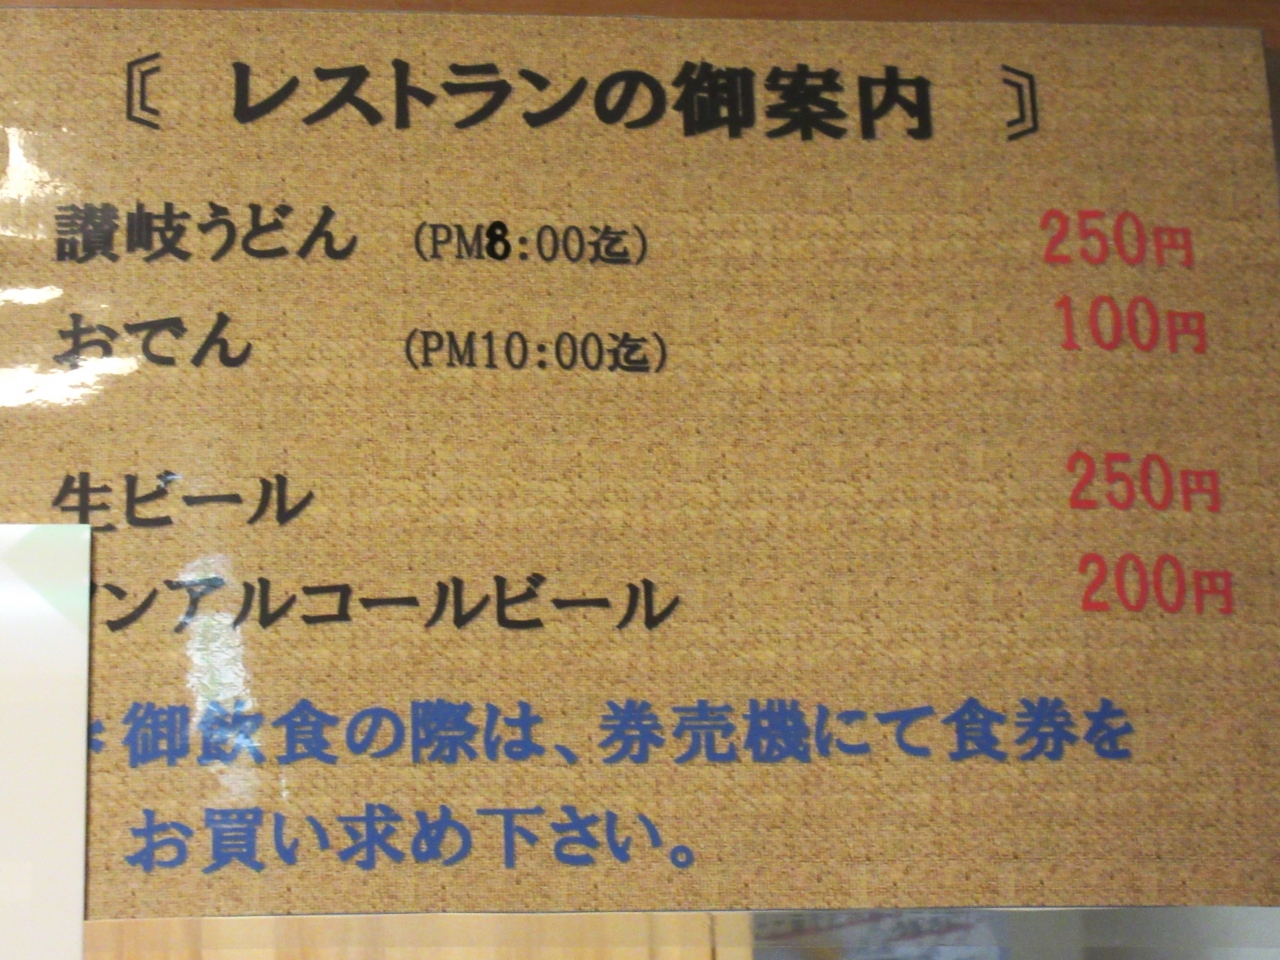 〘 レストランの御案内 〙
讃岐うどん (PM8:00迄) 250円
おでん (PM10:00迄) 100円
生ビール 250円
ノンアルコールビール 200円
*御飲食の際は、券売機にて食券を
お買い求め下さい。